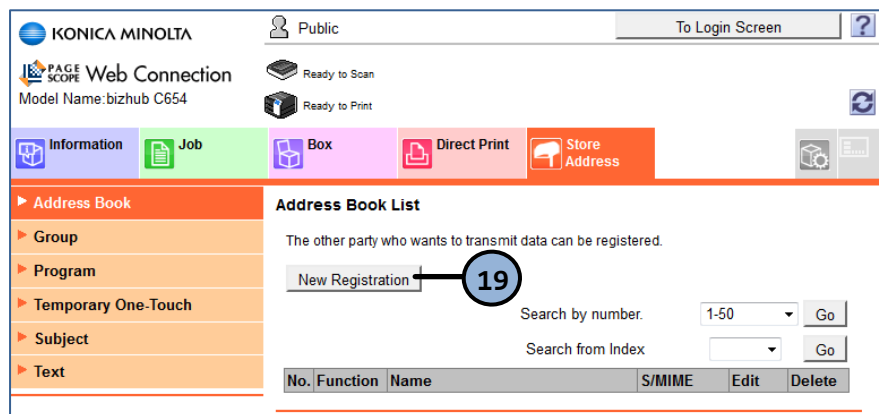 KONICA MINOLTA
Public
To Login Screen
?
PAGE SCOPE Web Connection
Ready to Scan
Model Name:bizhub C654
Ready to Print
Information
Job
Box
Direct Print
Store
Address
Address Book
Group
Program
Temporary One-Touch
Subject
Text
Address Book List
The other party who wants to transmit data can be registered.
New Registration
19
Search by number.
1-50
Go
Search from Index
Go
No. Function Name S/MIME Edit Delete